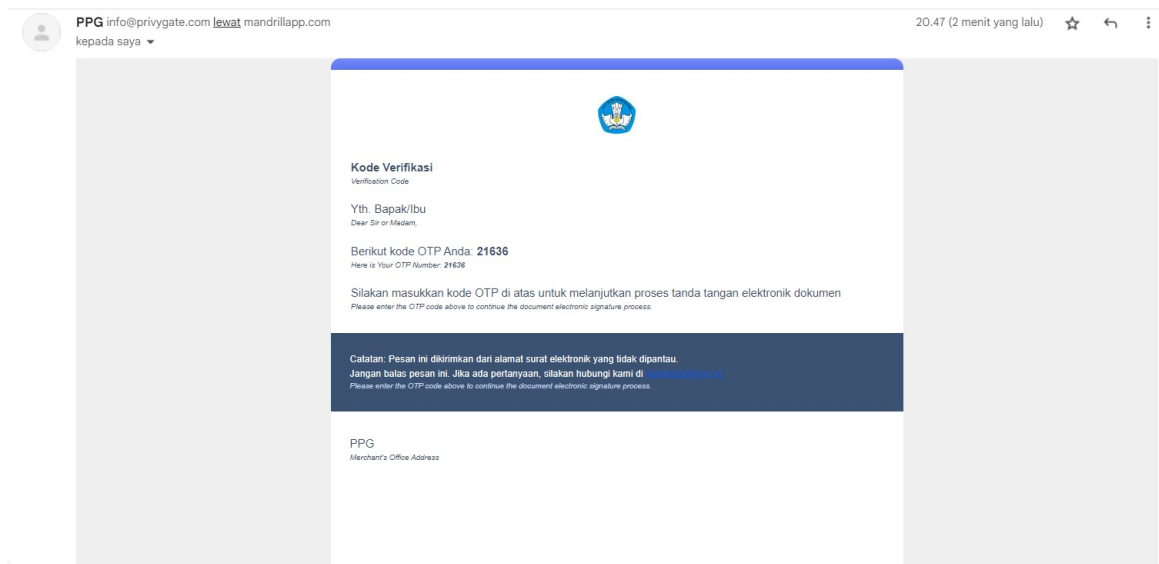 PPG info@privygate.com lewat mandrillapp.com
20.47 (2 menit yang lalu)
kepada saya
Kode Verifikasi
Verification Code
Yth. Bapak/Ibu
Dear Sir or Madam,
Berikut kode OTP Anda: 21636
Here is Your OTP Number: 21636
Silakan masukkan kode OTP di atas untuk melanjutkan proses tanda tangan elektronik dokumen
Please enter the OTP code above to continue the document electronic signature process.
Catatan: Pesan ini dikirimkan dari alamat surat elektronik yang tidak dipantau.
Jangan balas pesan ini. Jika ada pertanyaan, silakan hubungi kami di
Please enter the OTP code above to continue the document electronic signature process.
PPG
Merchant's Office Address